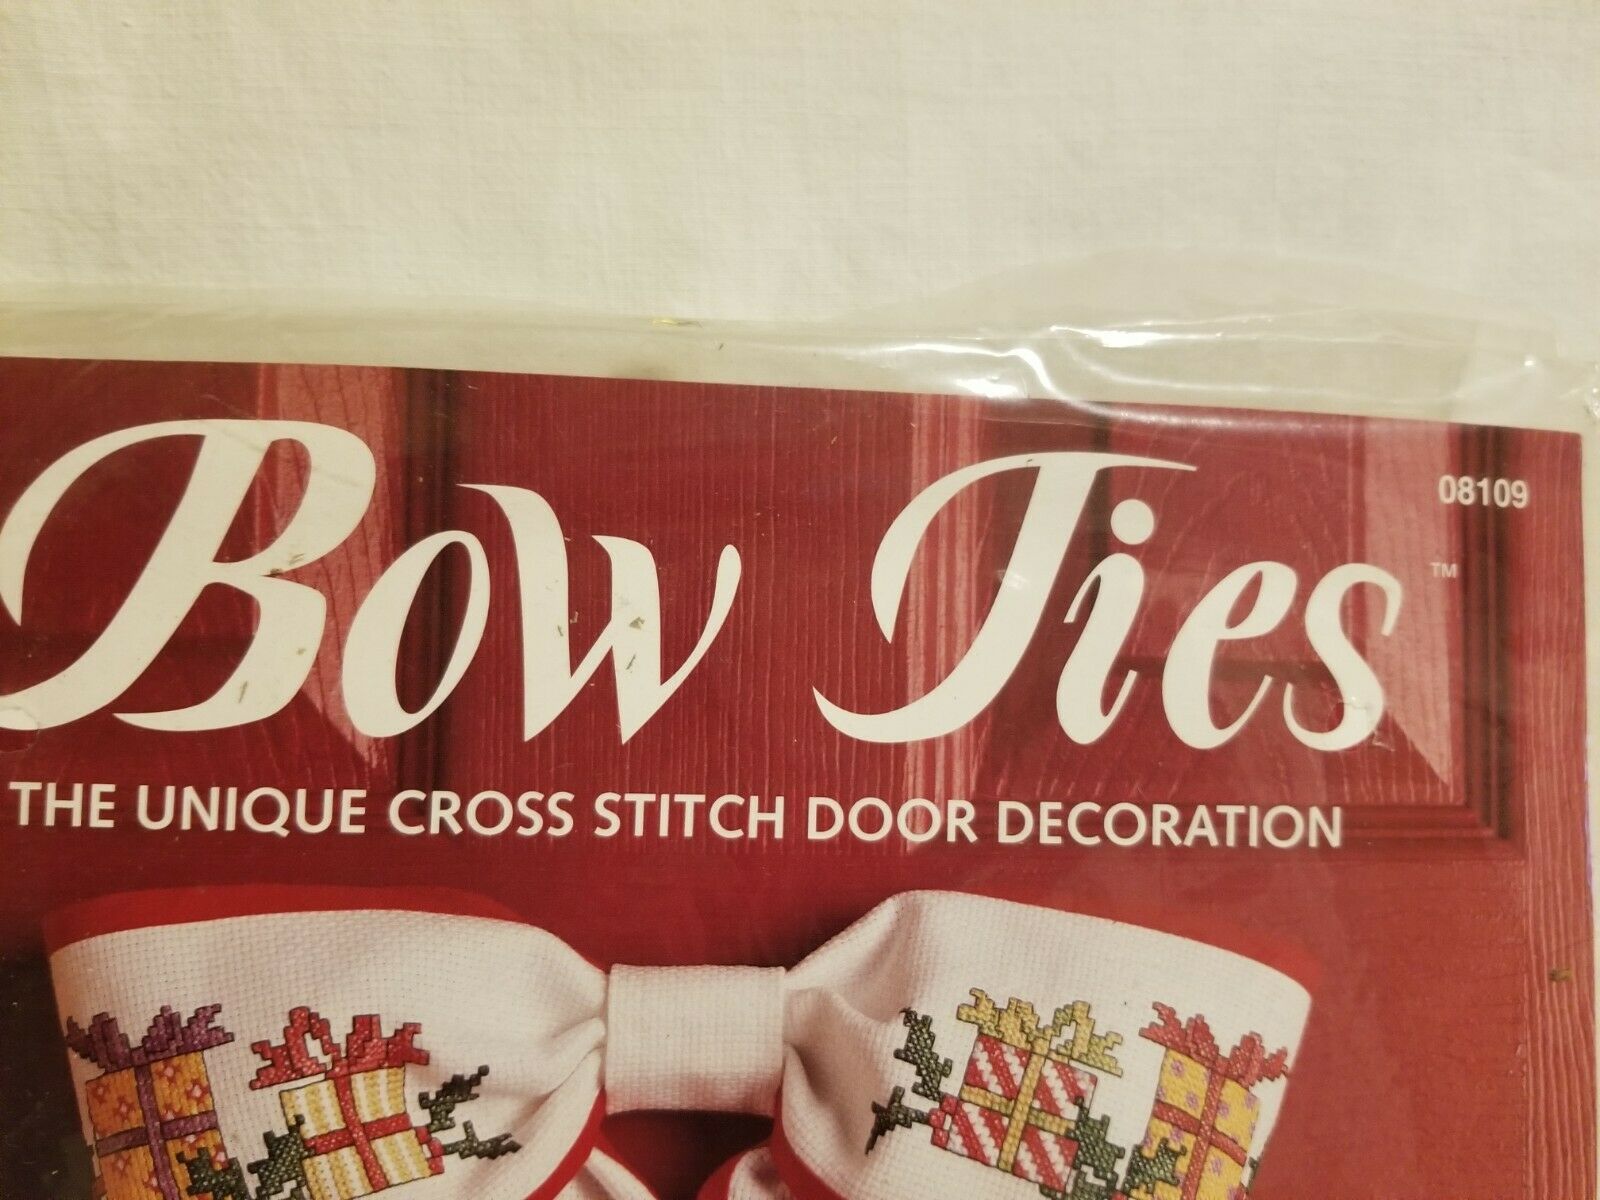 08109
Bow Ties™
THE UNIQUE CROSS STITCH DOOR DECORATION